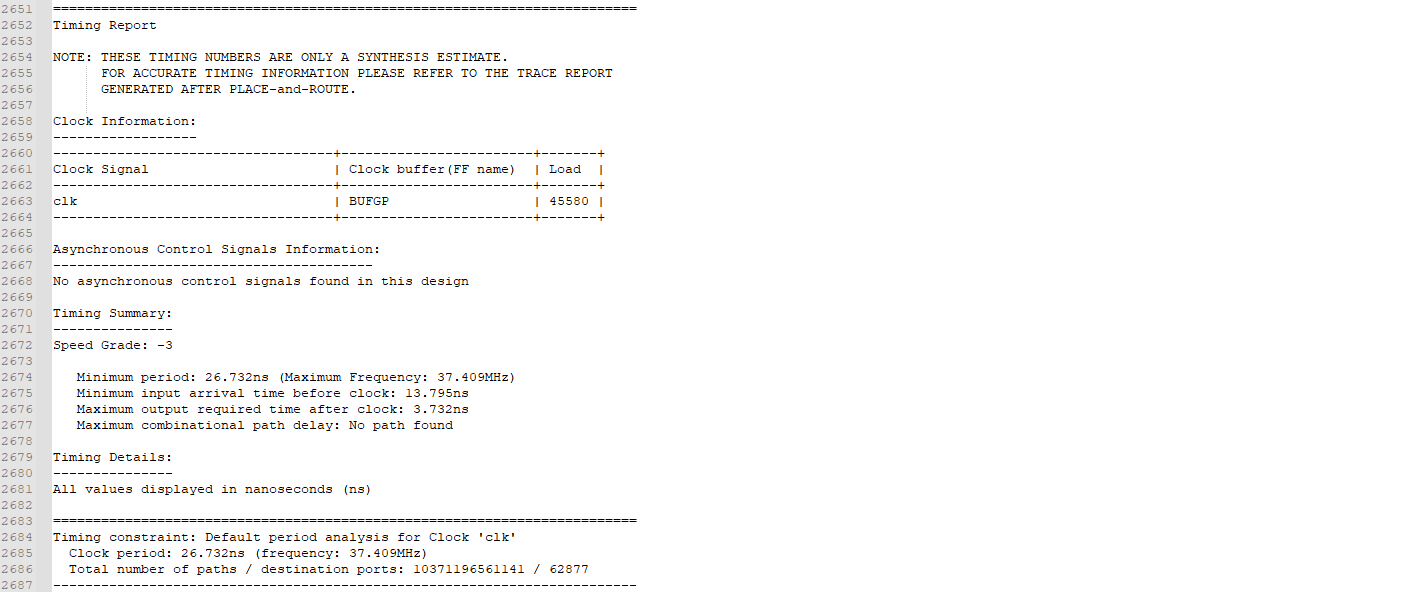 2651 =========================================================================
2652 Timing Report
2653
2654 NOTE: THESE TIMING NUMBERS ARE ONLY A SYNTHESIS ESTIMATE.
2655       FOR ACCURATE TIMING INFORMATION PLEASE REFER TO THE TRACE REPORT
2656       GENERATED AFTER PLACE-and-ROUTE.
2657
2658 Clock Information:
2659 ------------------
2660 -----------------------------------+------------------------+-------+
2661 Clock Signal                       | Clock buffer(FF name)  | Load  |
2662 -----------------------------------+------------------------+-------+
2663 clk                                | BUFGP                  | 45580 |
2664 -----------------------------------+------------------------+-------+
2665
2666 Asynchronous Control Signals Information:
2667 ----------------------------------------
2668 No asynchronous control signals found in this design
2669
2670 Timing Summary:
2671 ---------------
2672 Speed Grade: -3
2673
2674    Minimum period: 26.732ns (Maximum Frequency: 37.409MHz)
2675    Minimum input arrival time before clock: 13.795ns
2676    Maximum output required time after clock: 3.732ns
2677    Maximum combinational path delay: No path found
2678
2679 Timing Details:
2680 ---------------
2681 All values displayed in nanoseconds (ns)
2682
2683 =========================================================================
2684 Timing constraint: Default period analysis for Clock 'clk'
2685   Clock period: 26.732ns (frequency: 37.409MHz)
2686   Total number of paths / destination ports: 10371196561141 / 62877
2687 -------------------------------------------------------------------------